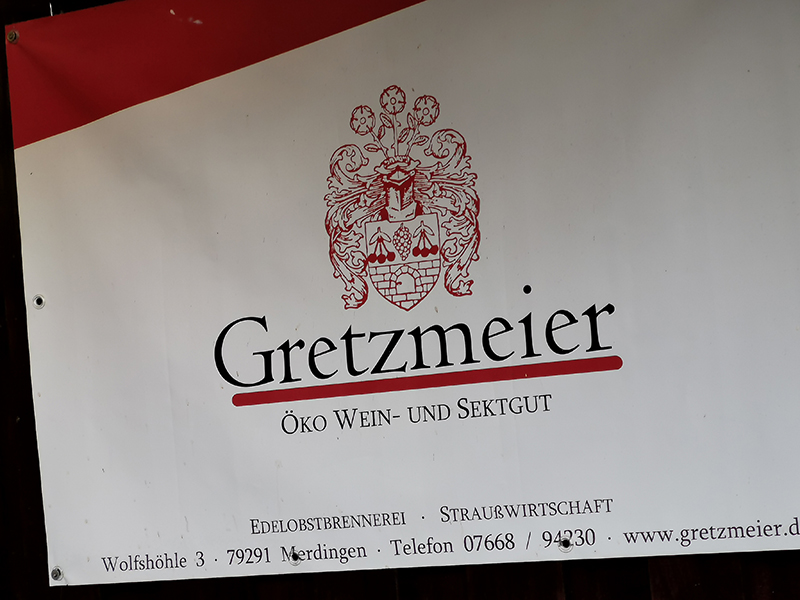 Gretzmeier
ÖKO WEIN- UND SEKTGUT
EDELOBSTBRENNEREI · STRAUßWIRTSCHAFT
Wolfshöhle 3 · 79291 Merdingen · Telefon 07668 / 94230 · www.gretzmeier.d